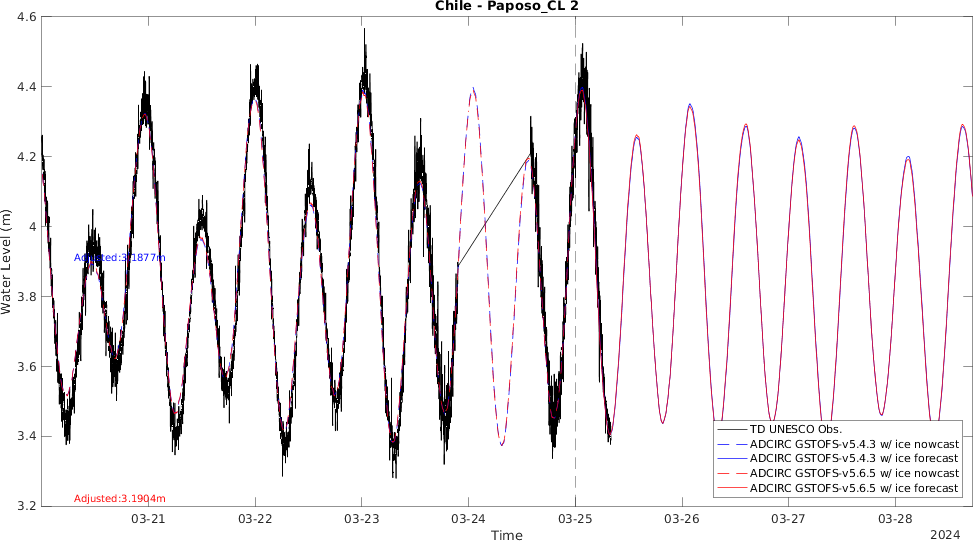 Chile - Paposo_CL 2
4.6
4.4
4.2
4
3.8
3.6
3.4
3.2
Water Level (m)
Adjusted:3.1877m
Adjusted:3.1904m
TD UNESCO Obs.
ADCIRC GSTOFS-v5.4.3 w/ ice nowcast
ADCIRC GSTOFS-v5.4.3 w/ ice forecast
ADCIRC GSTOFS-v5.6.5 w/ ice nowcast
ADCIRC GSTOFS-v5.6.5 w/ ice forecast
03-21 03-22 03-23 03-24 03-25 03-26 03-27 03-28
Time
2024